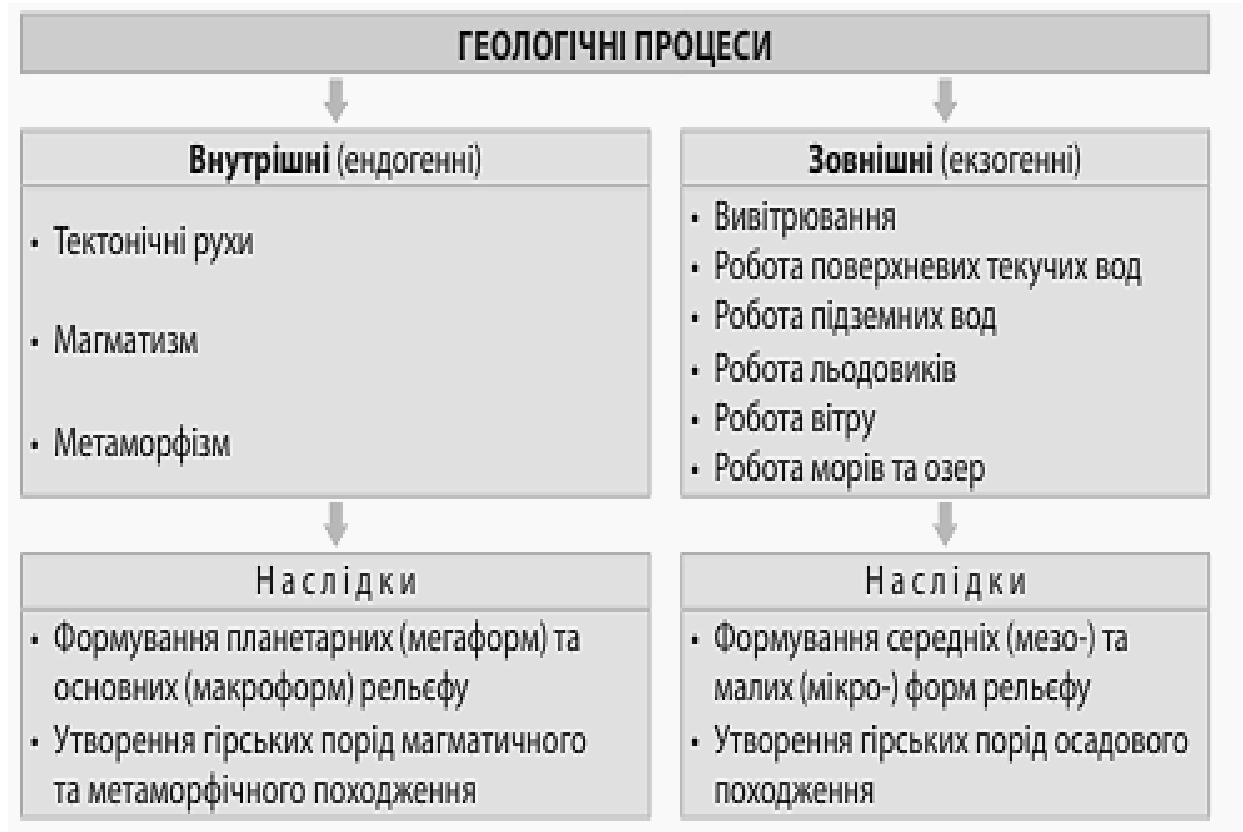 ГЕОЛОГІЧНІ ПРОЦЕСИ
Внутрішні (ендогенні)
• Тектонічні рухи
• Магматизм
• Метаморфізм
Наслідки
• Формування планетарних (мегаформ) та
основних (макроформ) рельєфу
• Утворення гірських порід магматичного
та метаморфічного походження
Зовнішні (екзогенні)
• Вивітрювання
• Робота поверхневих текучих вод
• Робота підземних вод
• Робота льодовиків
• Робота вітру
• Робота морів та озер
Наслідки
• Формування середніх (мезо-) та
малих (мікро-) форм рельєфу
• Утворення гірських порід осадового
походження